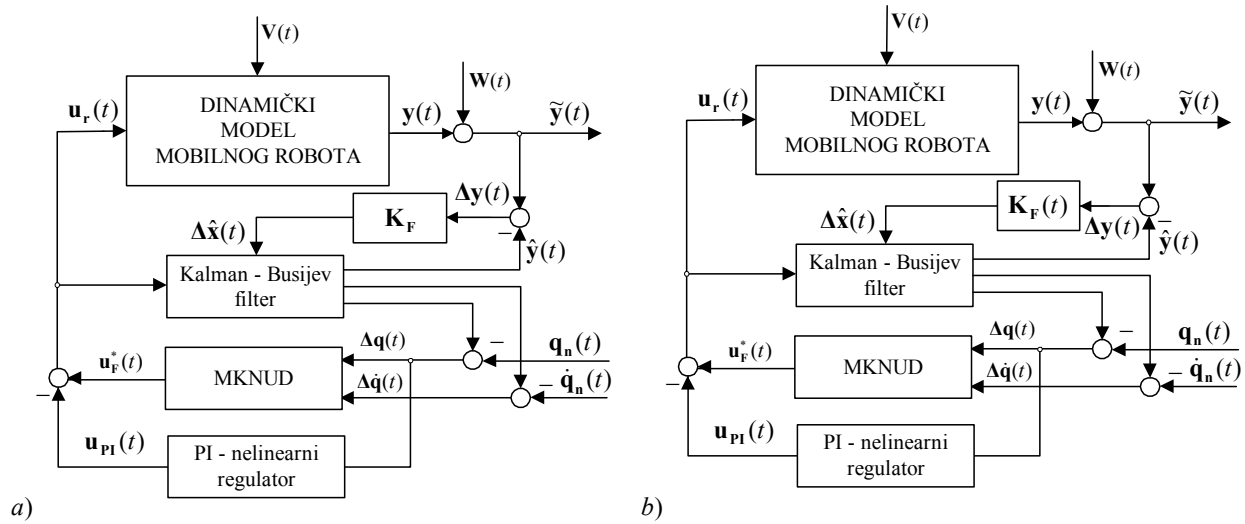 V(t)
W(t)
u_r(t)
DINAMIČKI
MODEL
MOBILNOG ROBOTA
y(t)
ỹ(t)
Δy(t)
K_F
Δx̂(t)
−
ŷ(t)
Kalman - Busijev
filter
Δq(t)
−
q_n(t)
u*_F(t)
MKNUD
Δq̇(t)
−
q̇_n(t)
−
u_PI(t)
PI - nelinearni
regulator
a)
V(t)
W(t)
u_r(t)
DINAMIČKI
MODEL
MOBILNOG ROBOTA
y(t)
ỹ(t)
K_F(t)
Δy(t)
−
Δx̂(t)
ŷ(t)
Kalman - Busijev
filter
Δq(t)
−
q_n(t)
u*_F(t)
MKNUD
Δq̇(t)
−
q̇_n(t)
−
u_PI(t)
PI - nelinearni
regulator
b)